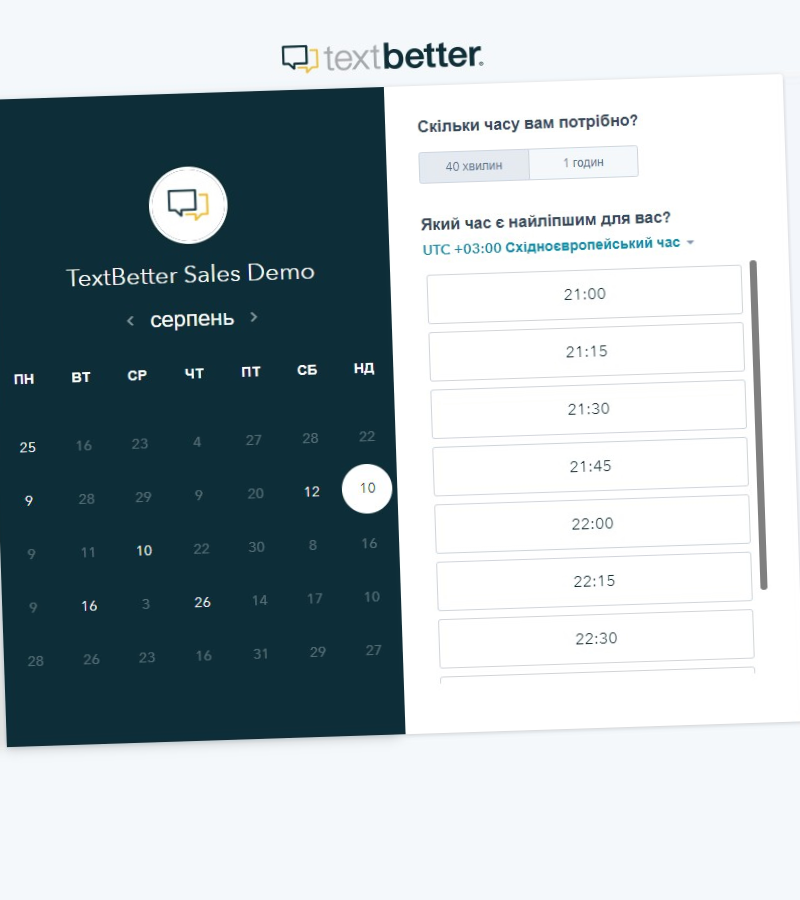 textbetter.
TextBetter Sales Demo
серпень
ПН ВТ СР ЧТ ПТ СБ НД
25 16 23 4 27 28 22
9 28 29 9 20 12 10
9 11 10 22 30 8 16
9 16 3 26 14 17 10
28 26 23 16 31 29 27
Скільки часу вам потрібно?
40 хвилин 1 годин
Який час є найліпшим для вас?
UTC +03:00 Східноєвропейський час
21:00
21:15
21:30
21:45
22:00
22:15
22:30